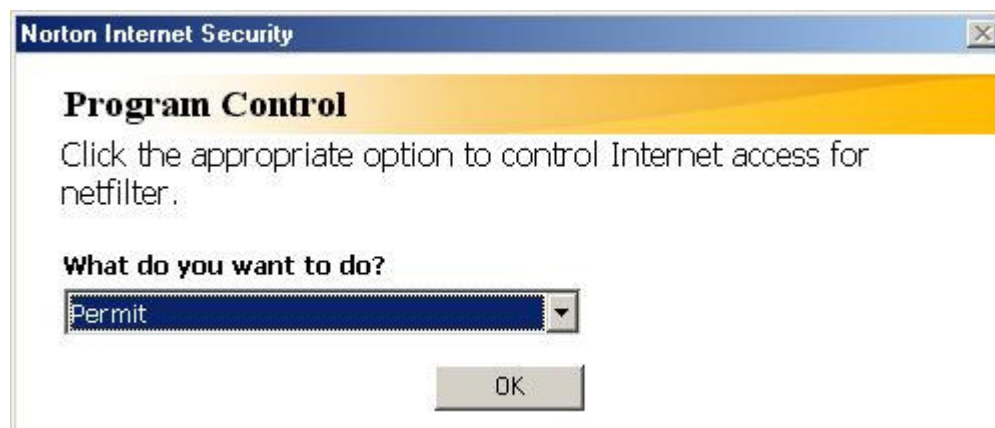 Norton Internet Security
Program Control
Click the appropriate option to control Internet access for
netfilter.
What do you want to do?
Permit
OK